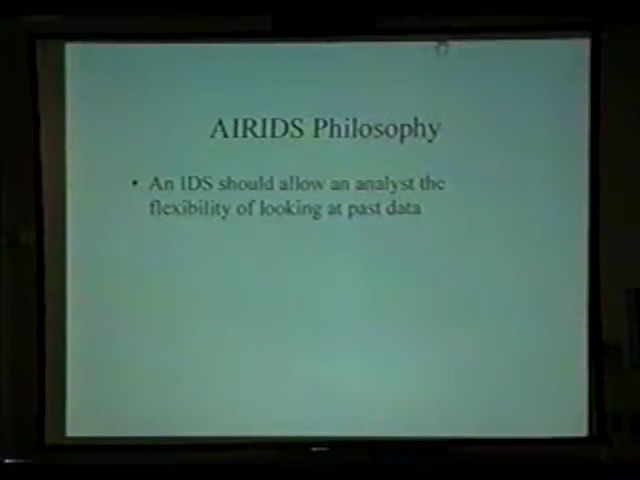 AIRIDS Philosophy
• An IDS should allow an analyst the
flexibility of looking at past data